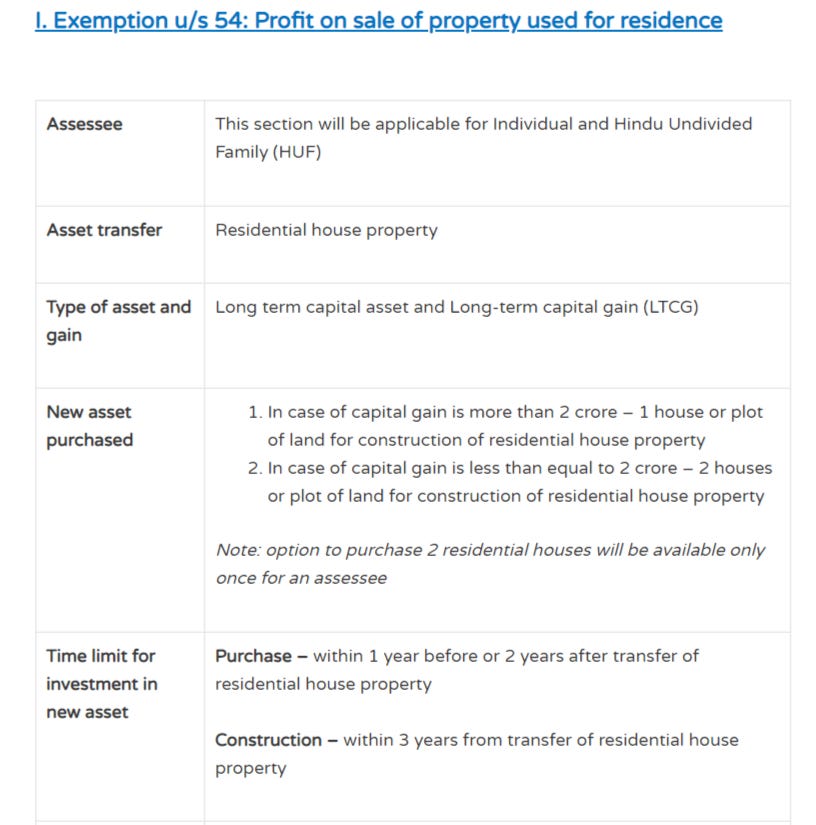 I. Exemption u/s 54: Profit on sale of property used for residence
Assessee
This section will be applicable for Individual and Hindu Undivided
Family (HUF)
Asset transfer
Residential house property
Type of asset and
gain
Long term capital asset and Long-term capital gain (LTCG)
New asset
purchased
1. In case of capital gain is more than 2 crore – 1 house or plot
of land for construction of residential house property
2. In case of capital gain is less than equal to 2 crore – 2 houses
or plot of land for construction of residential house property
Note: option to purchase 2 residential houses will be available only
once for an assessee
Time limit for
investment in
new asset
Purchase – within 1 year before or 2 years after transfer of
residential house property
Construction – within 3 years from transfer of residential house
property